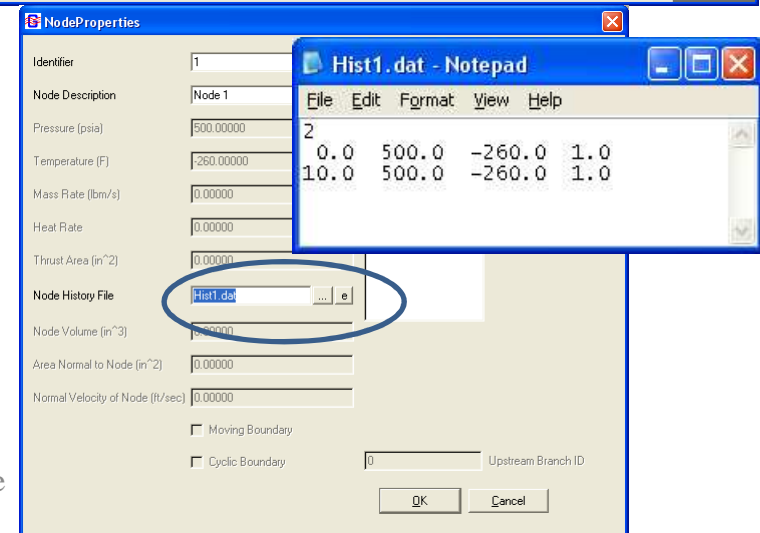 NodeProperties
Identifier 1
Node Description Node 1
Pressure (psia) 500.00000
Temperature (F) -260.00000
Mass Rate (lbm/s) 0.00000
Heat Rate 0.00000
Thrust Area (in^2) 0.00000
Node History File Hist1.dat ... e
Node Volume (in^3) 0.00000
Area Normal to Node (in^2) 0.00000
Normal Velocity of Node (ft/sec) 0.00000
Moving Boundary
Cyclic Boundary 0 Upstream Branch ID
OK Cancel
Hist1.dat - Notepad
File Edit Format View Help
2
0.0 500.0 -260.0 1.0
10.0 500.0 -260.0 1.0
e